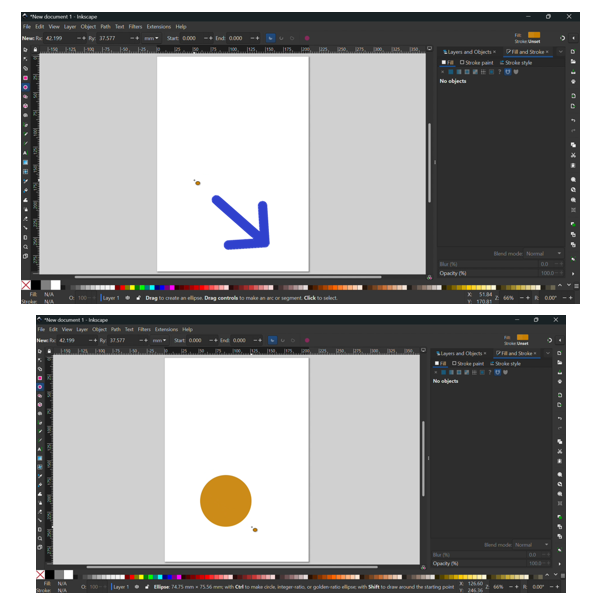 *New document 1 - Inkscape
File Edit View Layer Object Path Text Filters Extensions Help
New: Rx: 42.199 − + Ry: 37.577 − + mm Start: 0.000 − + End: 0.000 − +
Fill:
Stroke: Unset
Layers and Objects × Fill and Stroke ×
Fill Stroke paint Stroke style
No objects
Blend mode: Normal
Blur (%) 0.0 − +
Opacity (%) 100.0 − +
Fill: N/A
Stroke: N/A
O: 100 − + Layer 1 Drag to create an ellipse. Drag controls to make an arc or segment. Click to select.
X: 51.84
Y: 170.81
Z: 66% − + R: 0.00° − +
*New document 1 - Inkscape
File Edit View Layer Object Path Text Filters Extensions Help
New: Rx: 42.199 − + Ry: 37.577 − + mm Start: 0.000 − + End: 0.000 − +
Fill:
Stroke: Unset
Layers and Objects × Fill and Stroke ×
Fill Stroke paint Stroke style
No objects
Blend mode: Normal
Blur (%) 0.0 − +
Opacity (%) 100.0 − +
Fill: N/A
Stroke: N/A
O: 100 − + Layer 1 Ellipse: 74.75 mm × 75.56 mm; with Ctrl to make circle, integer-ratio, or golden-ratio ellipse; with Shift to draw around the starting point
X: 126.60
Y: 246.36
Z: 66% − + R: 0.00° − +